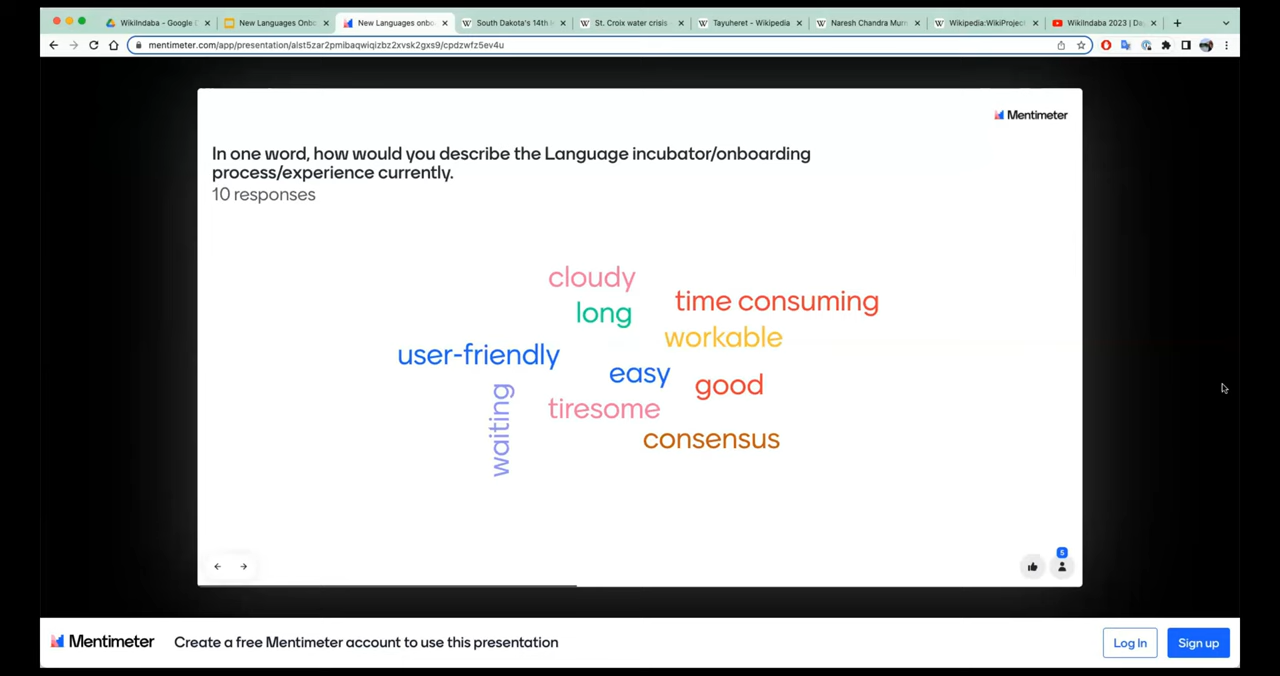 WikiIndaba - Google D
New Languages Onbo
New Languages onbo
South Dakota's 14th
St. Croix water crisis
Tayuheret - Wikipedia
Naresh Chandra Murm
Wikipedia:WikiProject
WikiIndaba 2023 | Da
mentimeter.com/app/presentation/alst5zar2pmibaqwiqizbz2xvsk2gxs9/cpdzwfz5ev4u
Mentimeter
In one word, how would you describe the Language incubator/onboarding
process/experience currently.
10 responses
cloudy
time consuming
long
workable
user-friendly
easy
good
waiting
tiresome
consensus
5
Mentimeter
Create a free Mentimeter account to use this presentation
Log In
Sign up